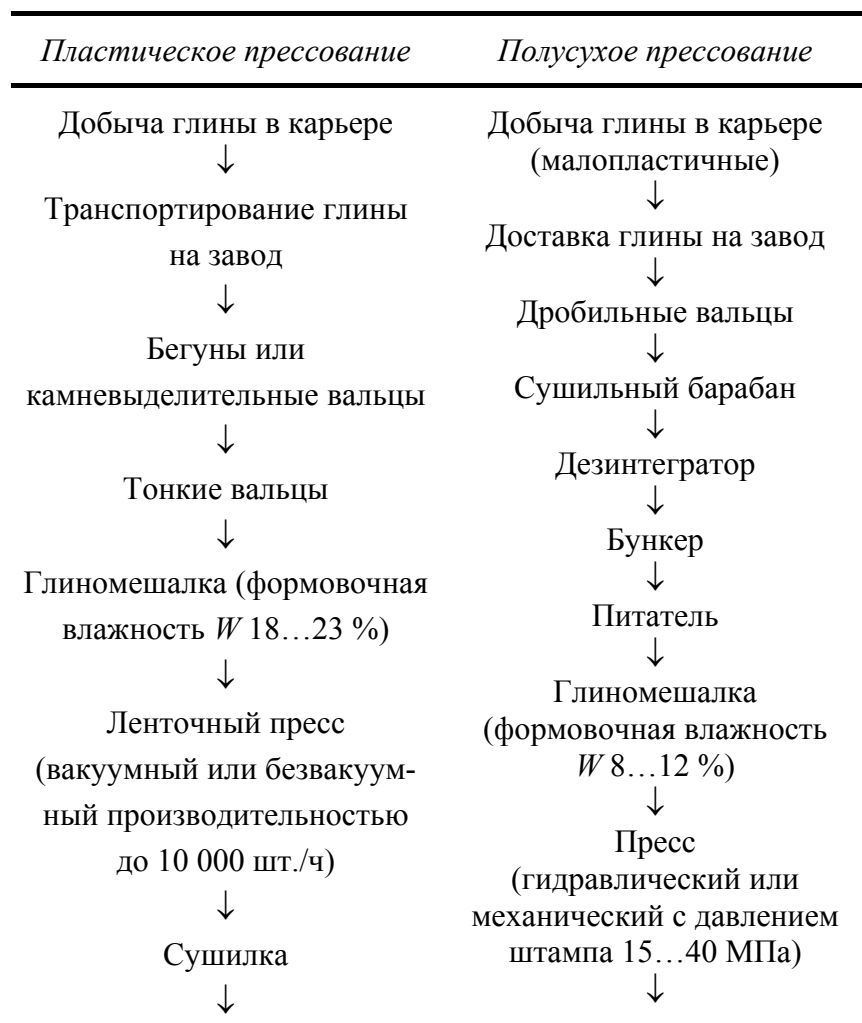 Пластическое прессование
Полусухое прессование
Добыча глины в карьере
↓
Транспортирование глины
на завод
↓
Бегуны или
камневыделительные вальцы
↓
Тонкие вальцы
↓
Глиномешалка (формовочная
влажность W 18…23 %)
↓
Ленточный пресс
(вакуумный или безвакуум-
ный производительностью
до 10 000 шт./ч)
↓
Сушилка
↓
Добыча глины в карьере
(малопластичные)
↓
Доставка глины на завод
↓
Дробильные вальцы
↓
Сушильный барабан
↓
Дезинтегратор
↓
Бункер
↓
Питатель
↓
Глиномешалка
(формовочная влажность
W 8…12 %)
↓
Пресс
(гидравлический или
механический с давлением
штампа 15…40 МПа)
↓